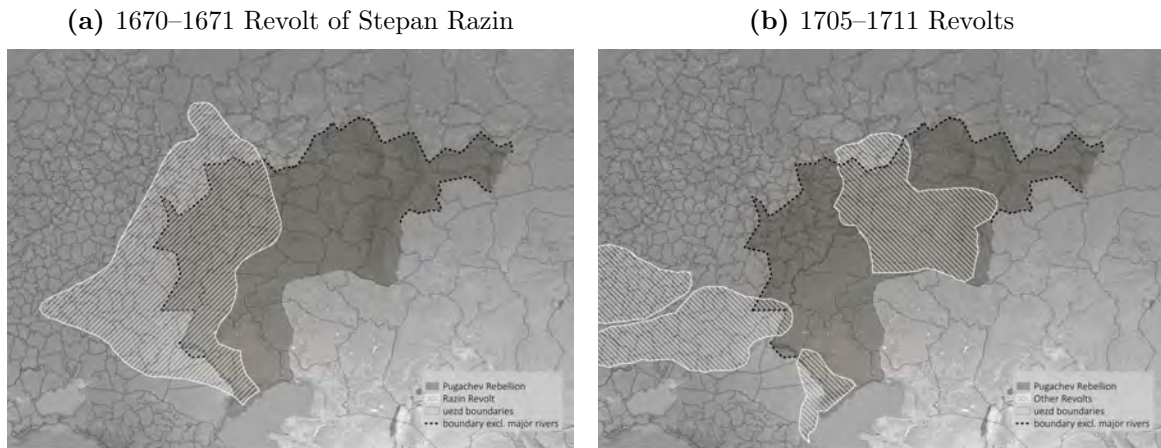 (a) 1670–1671 Revolt of Stepan Razin
(b) 1705–1711 Revolts
Pugachev Rebellion
Razin Revolt
uezd boundaries
boundary excl. major rivers
Pugachev Rebellion
Other Revolts
uezd boundaries
boundary excl. major rivers